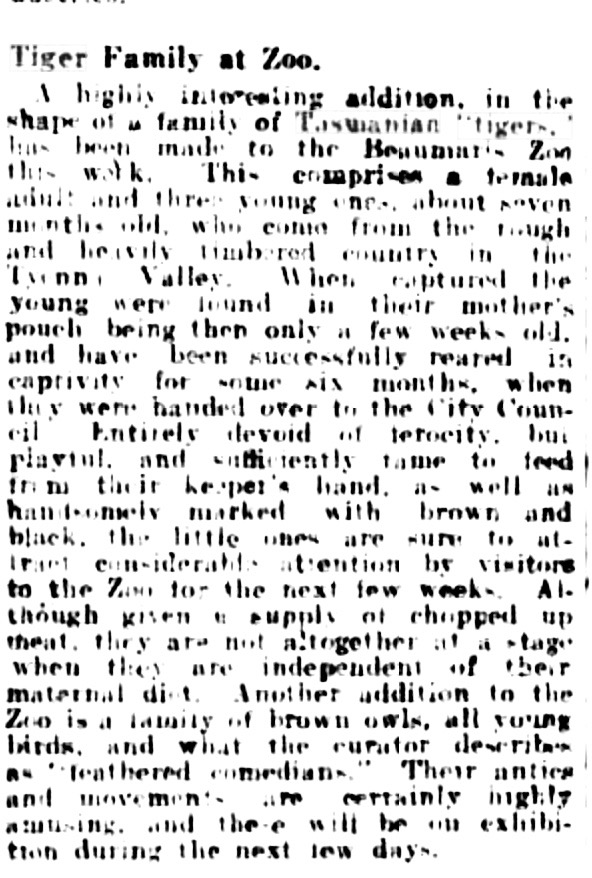 Tiger Family at Zoo.
A highly interesting addition, in the
shape of a family of Tasmanian "tigers,"
has been made to the Beaumaris Zoo
this week. This comprises a female
adult and three young ones, about seven
months old, who come from the rough
and heavily timbered country in the
Tyenna Valley. When captured the
young were found in their mother's
pouch being then only a few weeks old,
and have been successfully reared in
captivity for some six months, when
they were handed over to the City Coun-
cil. Entirely devoid of ferocity, but
playful, and sufficiently tame to feed
from their keeper's hand, as well as
handsomely marked with brown and
black, the little ones are sure to at-
tract considerable attention by visitors
to the Zoo for the next few weeks. Al-
though given a supply of chopped up
meat, they are not altogether at a stage
when they are independent of their
maternal diet. Another addition to the
Zoo is a family of brown owls, all young
birds, and what the curator describes
as "feathered comedians." Their antics
and movements are certainly highly
amusing, and these will be on exhibi-
tion during the next few days.